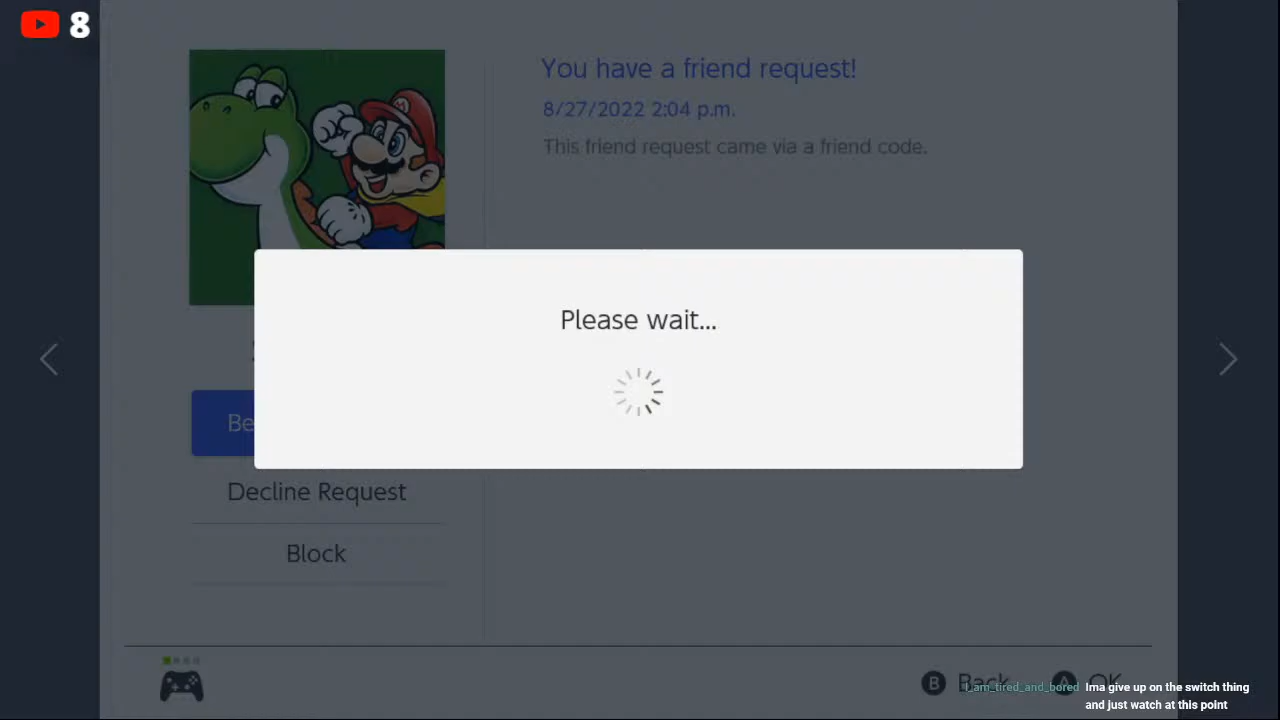 8
You have a friend request!
8/27/2022 2:04 p.m.
This friend request came via a friend code.
Please wait...
Be
Decline Request
Block
B Back A OK
i_am_tired_and_bored Ima give up on the switch thing
and just watch at this point